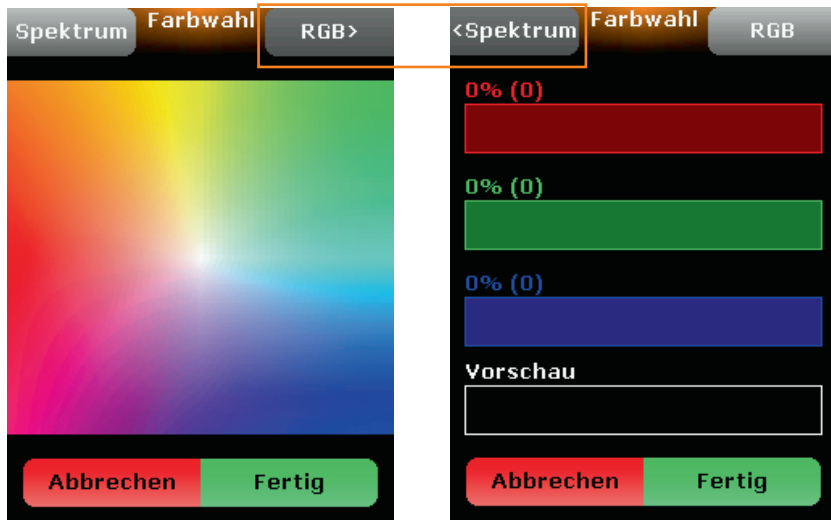 Spektrum Farbwahl RGB>
Abbrechen Fertig
<Spektrum Farbwahl RGB
0% (0)
0% (0)
0% (0)
Vorschau
Abbrechen Fertig